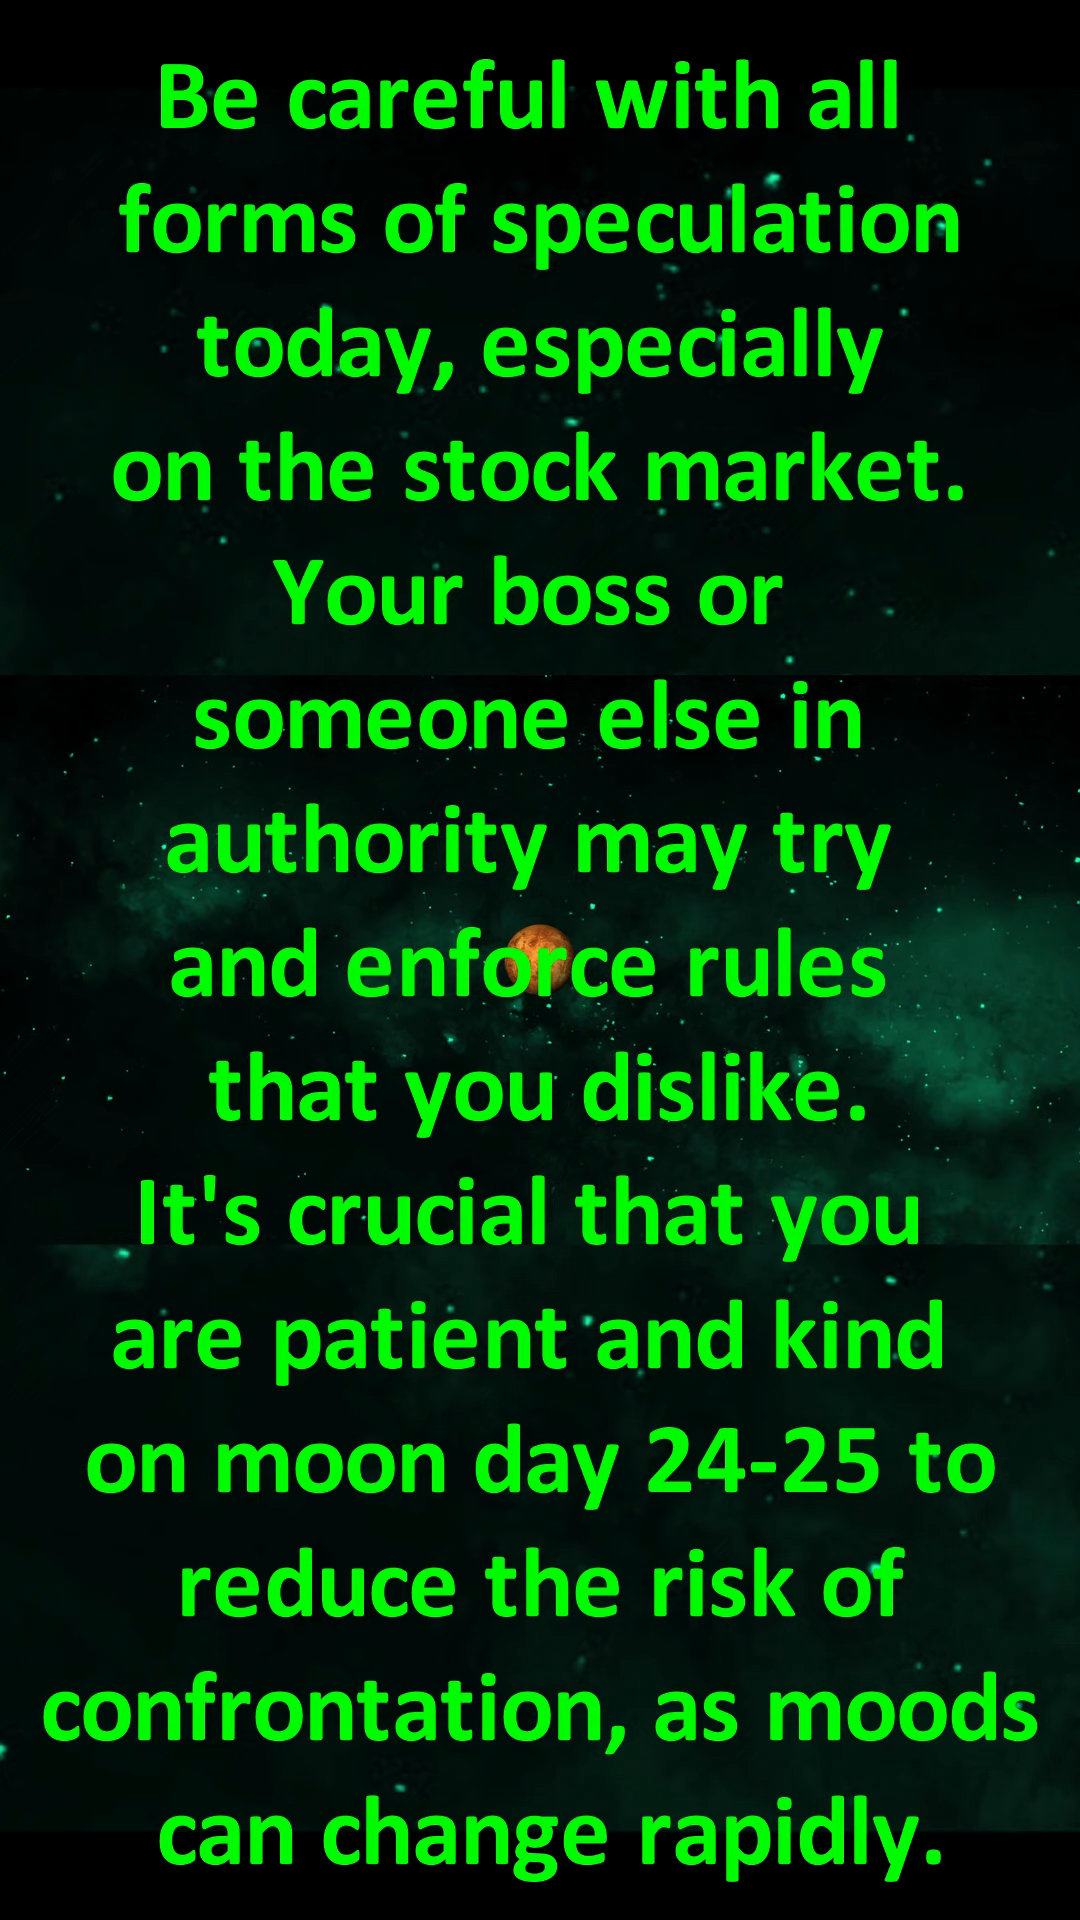 Be careful with all
forms of speculation
today, especially
on the stock market.
Your boss or
someone else in
authority may try
and enforce rules
that you dislike.
It's crucial that you
are patient and kind
on moon day 24-25 to
reduce the risk of
confrontation, as moods
can change rapidly.